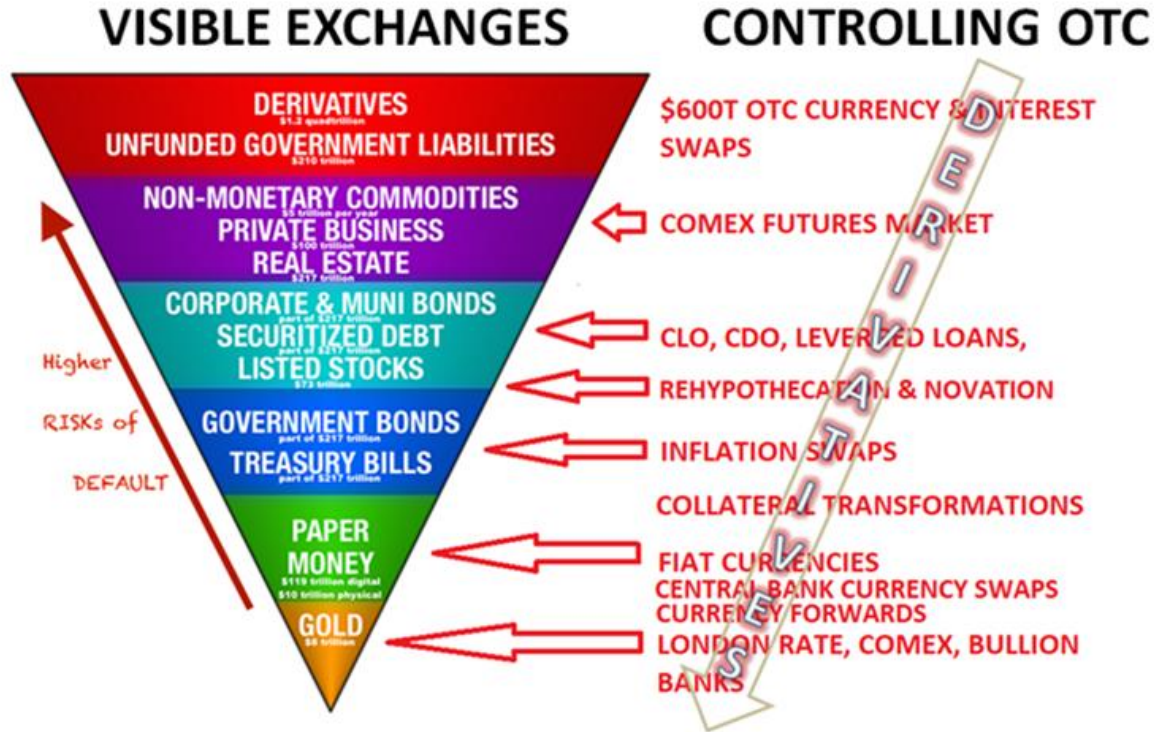 VISIBLE EXCHANGES
CONTROLLING OTC
DERIVATIVES
$1.2 quadtrillion
UNFUNDED GOVERNMENT LIABILITIES
$210 trillion
NON-MONETARY COMMODITIES
$5 trillion per year
PRIVATE BUSINESS
$100 trillion
REAL ESTATE
$217 trillion
CORPORATE & MUNI BONDS
part of $217 trillion
SECURITIZED DEBT
part of $217 trillion
LISTED STOCKS
$73 trillion
GOVERNMENT BONDS
part of $217 trillion
TREASURY BILLS
part of $217 trillion
PAPER
MONEY
$119 trillion digital
$10 trillion physical
GOLD
$8 trillion
Higher
RISKs of
DEFAULT
$600T OTC CURRENCY & INTEREST
SWAPS
COMEX FUTURES MARKET
CLO, CDO, LEVERGED LOANS,
REHYPOTHECATION & NOVATION
INFLATION SWAPS
COLLATERAL TRANSFORMATIONS
FIAT CURRENCIES
CENTRAL BANK CURRENCY SWAPS
CURRENCY FORWARDS
LONDON RATE, COMEX, BULLION
BANKS
DERIVATIVES